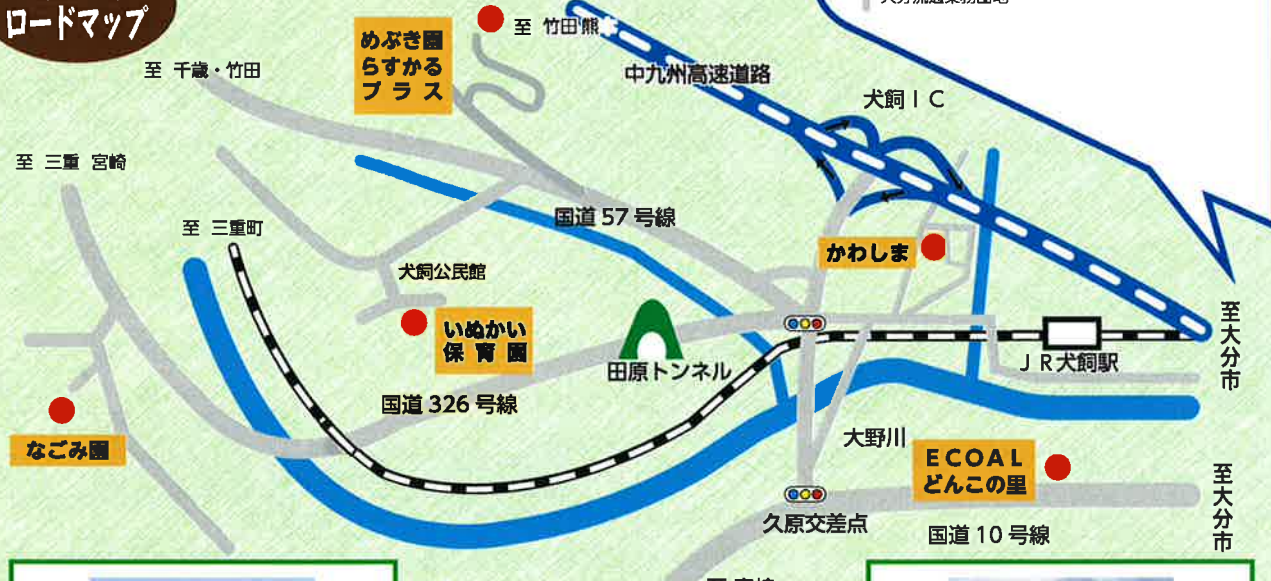 ロードマップ
至 竹田熊
めぶき園
らすかる
プラス
中九州高速道路
至 千歳・竹田
犬飼IC
至 三重 宮崎
国道57号線
至 三重町
かわしま
犬飼公民館
いぬかい
保育園
田原トンネル
JR犬飼駅
至大分市
国道326号線
なごみ園
大野川
ECOAL
どんこの里
至大分市
久原交差点
国道10号線